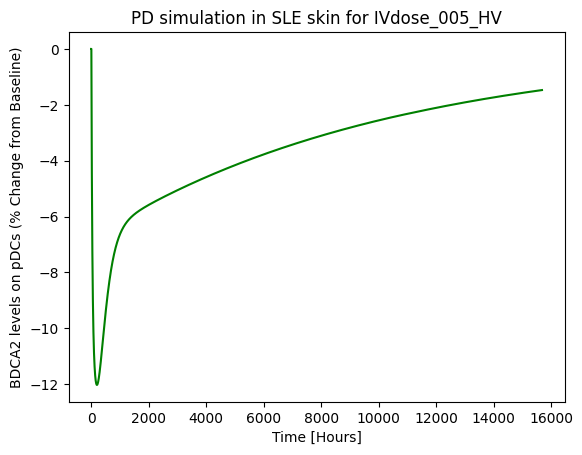 PD simulation in SLE skin for IVdose_005_HV
BDCA2 levels on pDCs (% Change from Baseline)
0
−2
−4
−6
−8
−10
−12
0 2000 4000 6000 8000 10000 12000 14000 16000
Time [Hours]